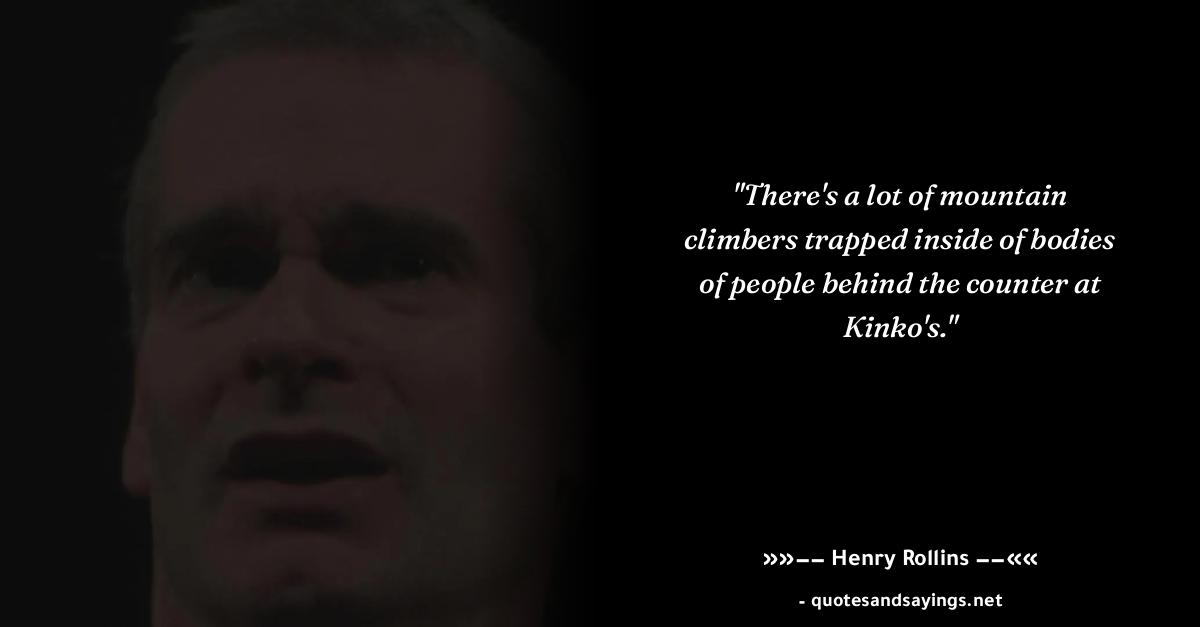 "There's a lot of mountain
climbers trapped inside of bodies
of people behind the counter at
Kinko's."
»»−− Henry Rollins −−««
- quotesandsayings.net